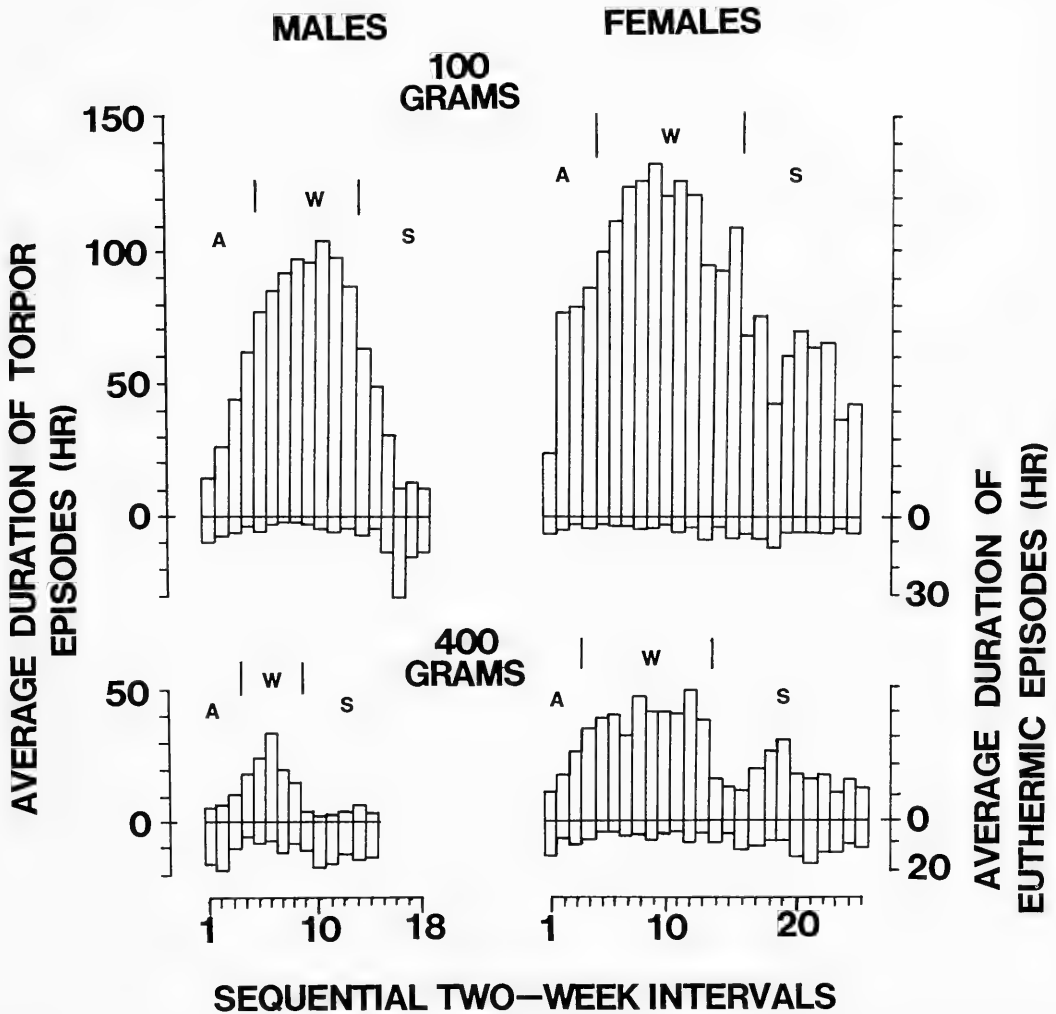 MALES
FEMALES
100
GRAMS
150
100
50
0
A
W
S
A
W
S
0
30
400
GRAMS
50
0
A
W
S
A
W
S
0
20
1
10
18
1
10
20
AVERAGE DURATION OF TORPOR
EPISODES (HR)
AVERAGE DURATION OF
EUTHERMIC EPISODES (HR)
SEQUENTIAL TWO–WEEK INTERVALS